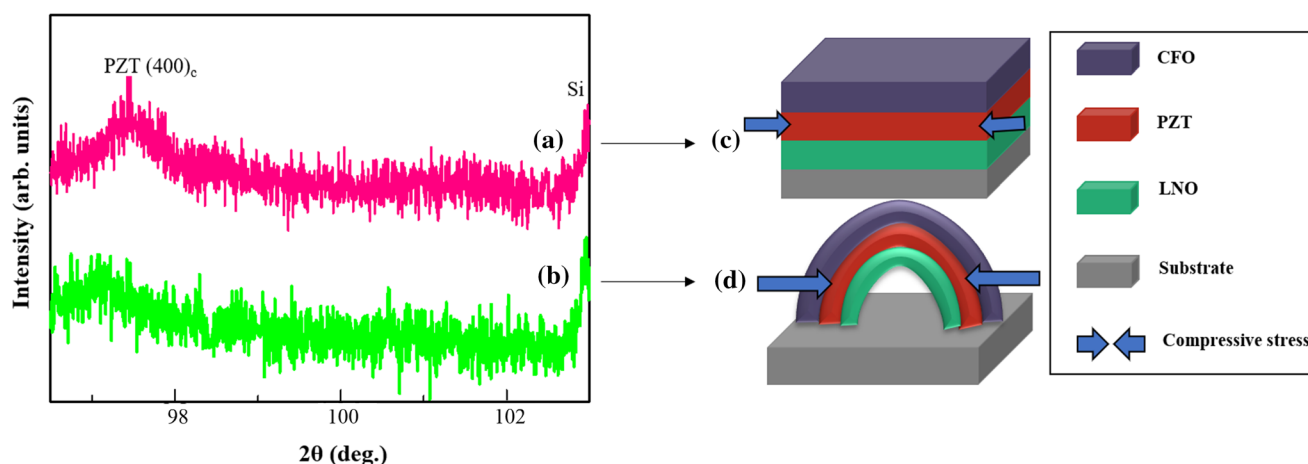 PZT (400)c
Si
(a)
(b)
Intensity (arb. units)
98
100
102
2θ (deg.)
(c)
(d)
CFO
PZT
LNO
Substrate
Compressive stress